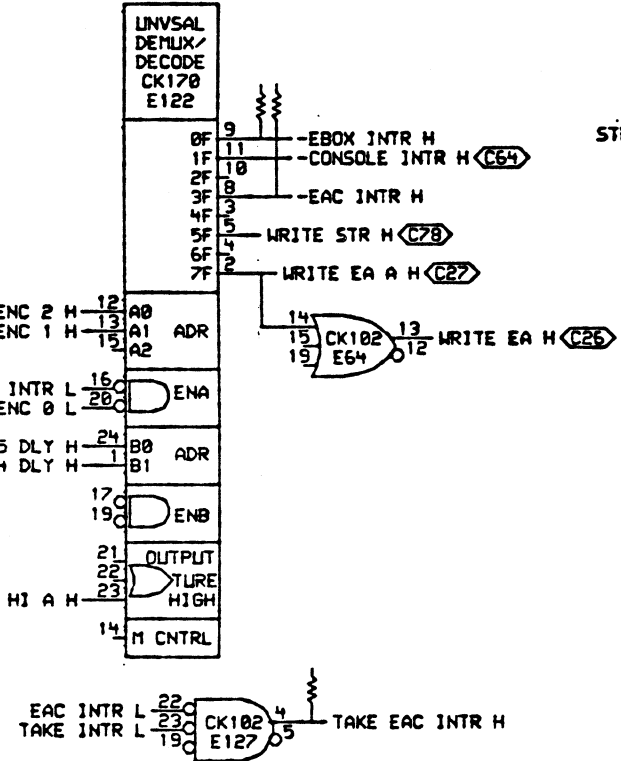 UNVSAL
DEMUX/
DECODE
CK170
E122
0F 9 -EBOX INTR H
1F 11 -CONSOLE INTR H C64
2F 10
3F 8 -EAC INTR H
4F 3
5F 5 WRITE STR H C78
6F 4
7F 2 WRITE EA A H C27
ENC 2 H 12 A0
ENC 1 H 13 A1 ADR
15 A2
14
15 CK102 13 WRITE EA H C26
19 E64 12
INTR L 16
ENC 0 L 20 ENA
5 DLY H 24 B0
DLY H 1 B1 ADR
17
19 ENB
21 OUTPUT
22 TURE
HI A H 23 HIGH
14 M CNTRL
EAC INTR L 22
TAKE INTR L 23 CK102 4 TAKE EAC INTR H
19 E127 5